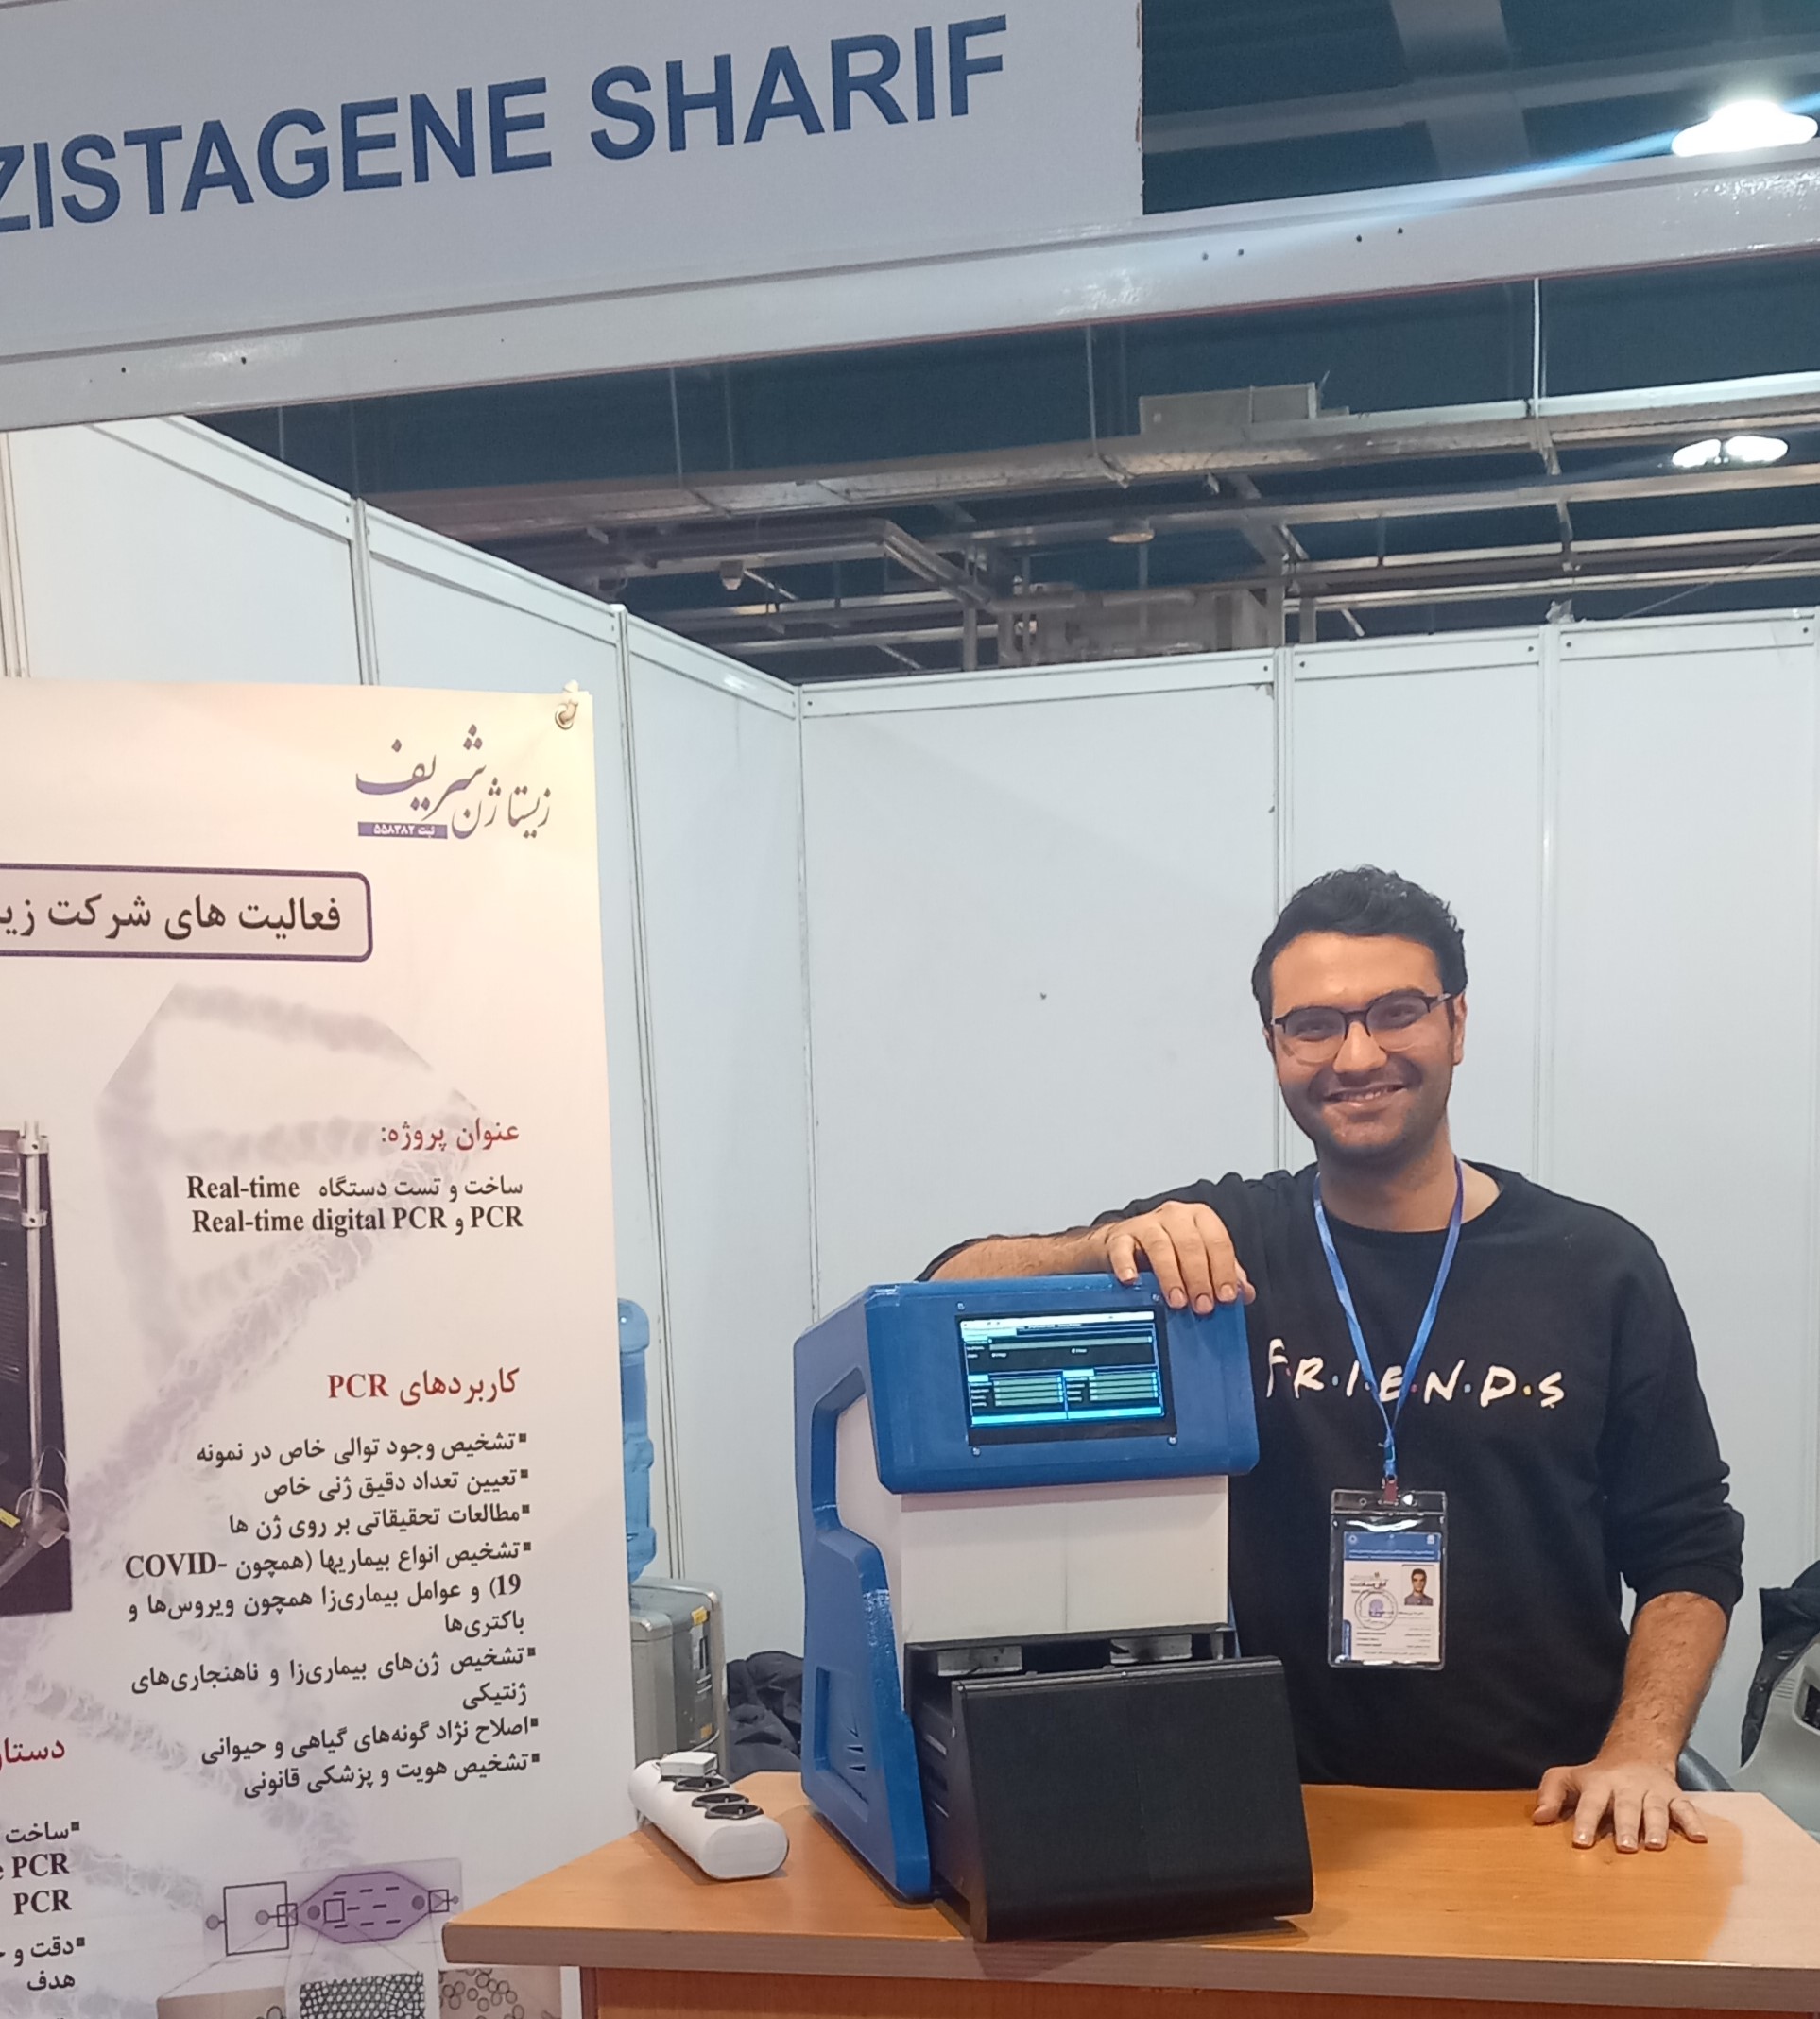 ZISTAGENE SHARIF
زیستا ژن شریف
ثبت ۵۵۸۳۸۲
فعالیت های شرکت
عنوان پروژه:
ساخت و تست دستگاه Real-time
PCR و Real-time digital PCR
کاربردهای PCR
▪تشخیص وجود توالی خاص در نمونه
▪تعیین تعداد دقیق ژنی خاص
▪مطالعات تحقیقاتی بر روی ژن ها
▪تشخیص انواع بیماریها (همچون COVID-
19) و عوامل بیماری‌زا همچون ویروس‌ها و
باکتری‌ها
▪تشخیص ژن‌های بیماری‌زا و ناهنجاری‌های
ژنتیکی
▪اصلاح نژاد گونه‌های گیاهی و حیوانی
▪تشخیص هویت و پزشکی قانونی
▪ساخت
PCR
PCR
▪دقت و
هدف
F.R.I.E.N.D.S